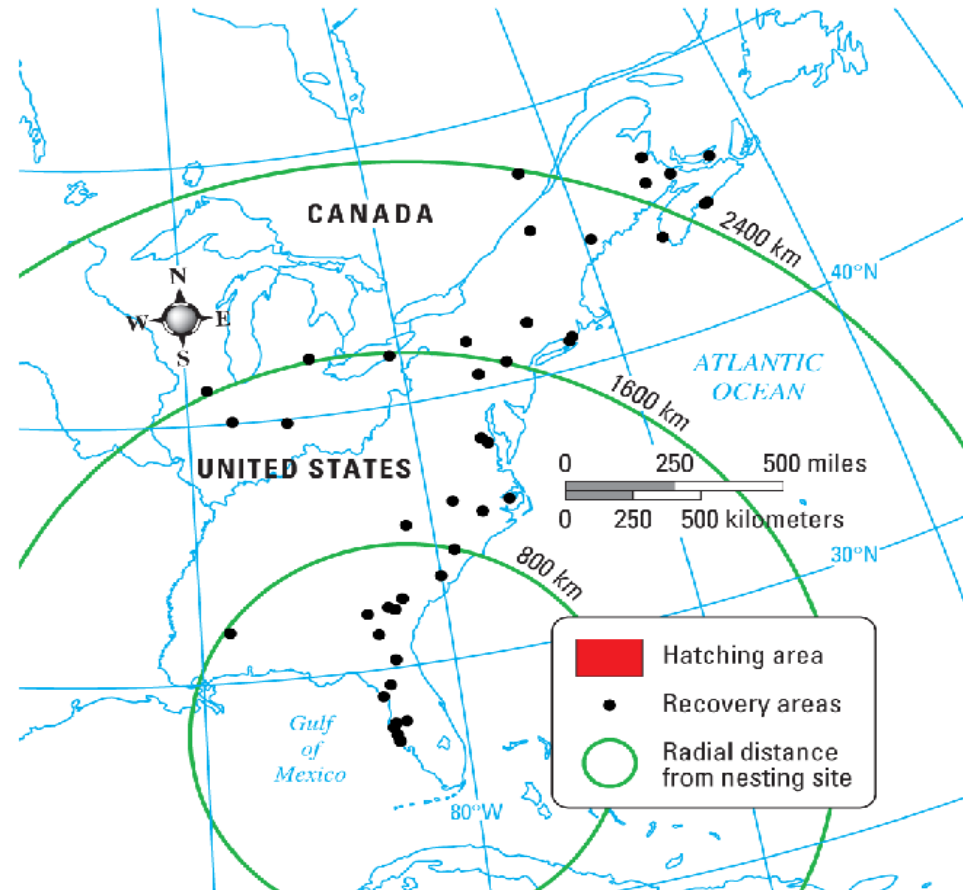 CANADA
2400 km
N
W E
S
40°N
ATLANTIC
OCEAN
1600 km
UNITED STATES
0 250 500 miles
0 250 500 kilometers
30°N
800 km
Hatching area
Recovery areas
Radial distance
from nesting site
Gulf
of
Mexico
80°W